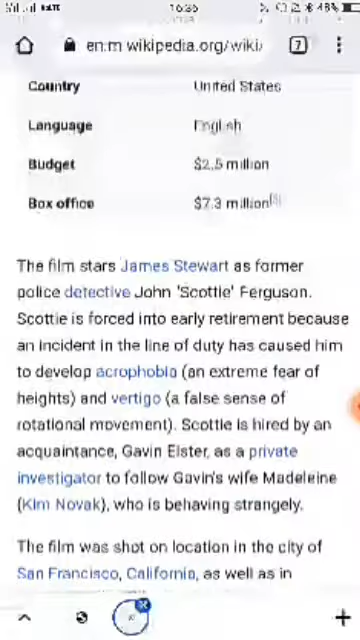 16:35
48%
en.m.wikipedia.org/wiki/
7
Country United States
Language English
Budget $2.5 million
Box office $7.3 million[3]
The film stars James Stewart as former
police detective John 'Scottie' Ferguson.
Scottie is forced into early retirement because
an incident in the line of duty has caused him
to develop acrophobia (an extreme fear of
heights) and vertigo (a false sense of
rotational movement). Scottie is hired by an
acquaintance, Gavin Elster, as a private
investigator to follow Gavin's wife Madeleine
(Kim Novak), who is behaving strangely.
The film was shot on location in the city of
San Francisco, California, as well as in